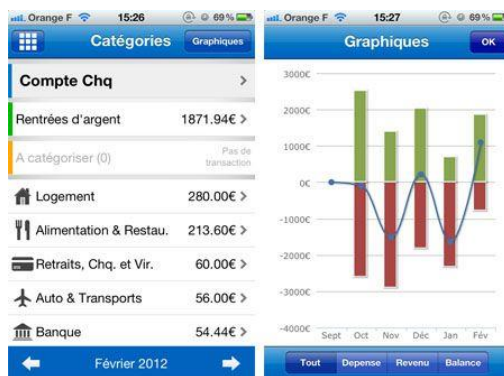 Orange F 15:26 69 %
Catégories Graphiques
Compte Chq
Rentrées d'argent 1871.94€
A catégoriser (0) Pas de
transaction
Logement 280.00€
Alimentation & Restau. 213.60€
Retraits, Chq. et Vir. 60.00€
Auto & Transports 56.00€
Banque 54.44€
Février 2012
Orange F 15:27 69 %
Graphiques OK
3000€
2000€
1000€
0€
-1000€
-2000€
-3000€
-4000€
Sept Oct Nov Déc Jan Fév
Tout Depense Revenu Balance